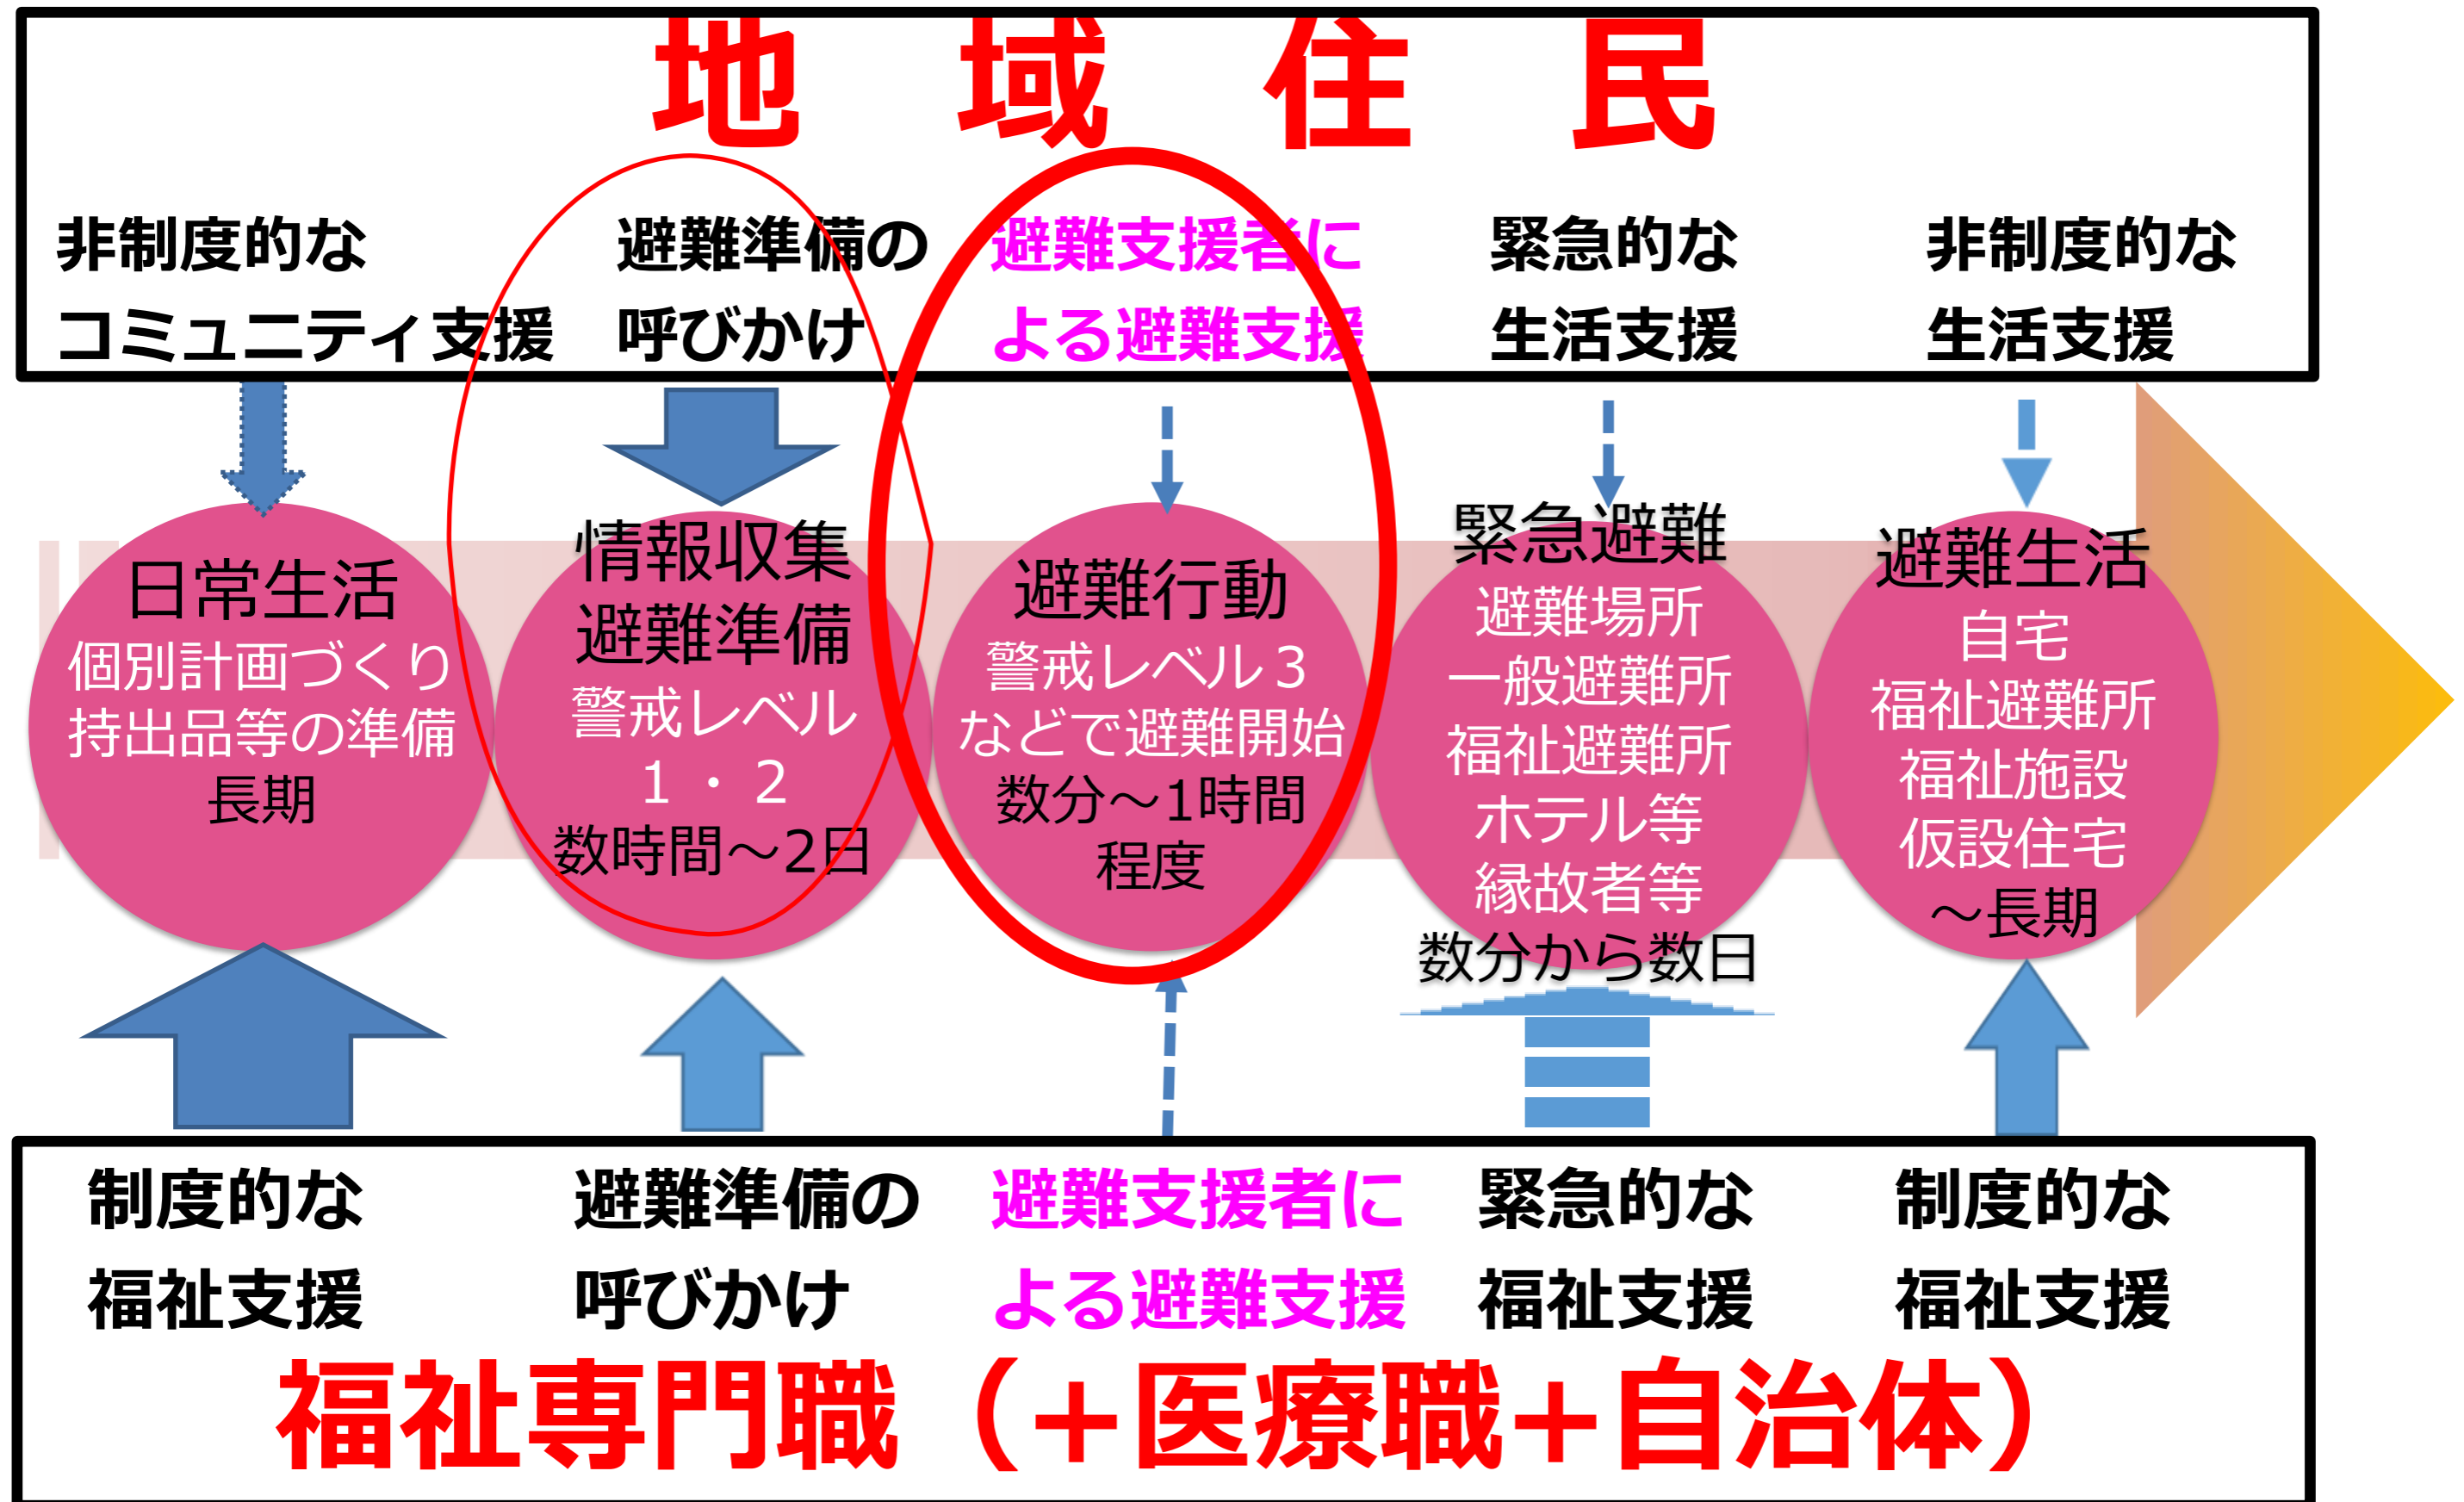 地域住民
非制度的な
コミュニティ支援
避難準備の
呼びかけ
避難支援者に
よる避難支援
緊急的な
生活支援
非制度的な
生活支援
日常生活
個別計画づくり
持出品等の準備
長期
情報収集
避難準備
警戒レベル
１・２
数時間～2日
避難行動
警戒レベル３
などで避難開始
数分～1時間
程度
緊急避難
避難場所
一般避難所
福祉避難所
ホテル等
縁故者等
数分から数日
避難生活
自宅
福祉避難所
福祉施設
仮設住宅
～長期
制度的な
福祉支援
避難準備の
呼びかけ
避難支援者に
よる避難支援
緊急的な
福祉支援
制度的な
福祉支援
福祉専門職（+医療職+自治体）